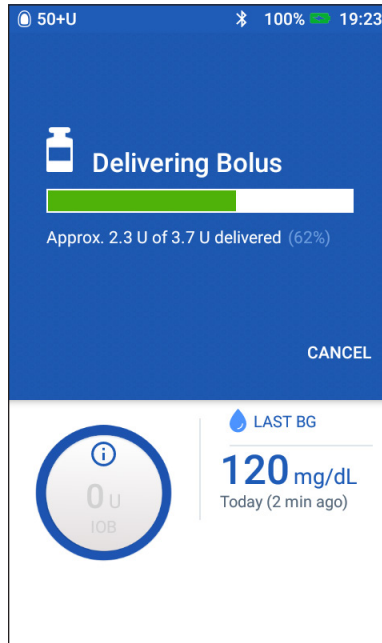 50+U 100% 19:23
Delivering Bolus
Approx. 2.3 U of 3.7 U delivered (62%)
CANCEL
LAST BG
120 mg/dL
Today (2 min ago)
i
0 U
IOB